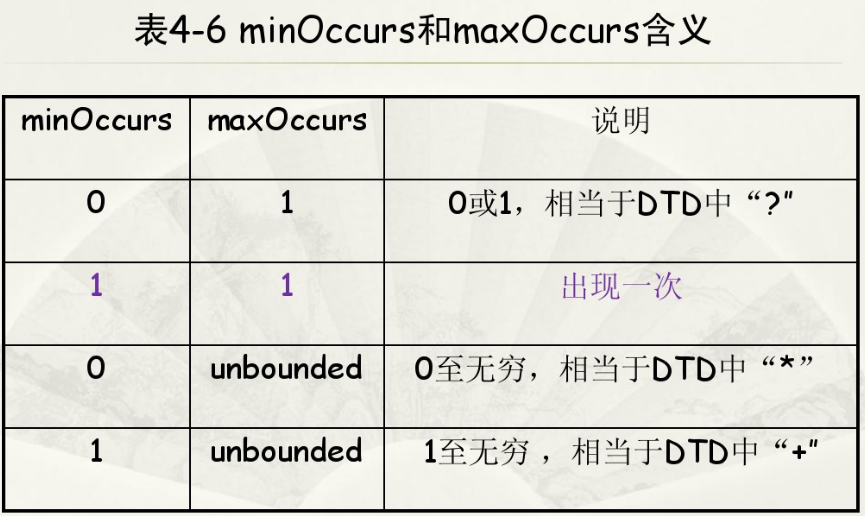 表4-6 minOccurs和maxOccurs含义
minOccurs maxOccurs 说明
0 1 0或1，相当于DTD中“?"
1 1 出现一次
0 unbounded 0至无穷，相当于DTD中“*”
1 unbounded 1至无穷 ，相当于DTD中“+"